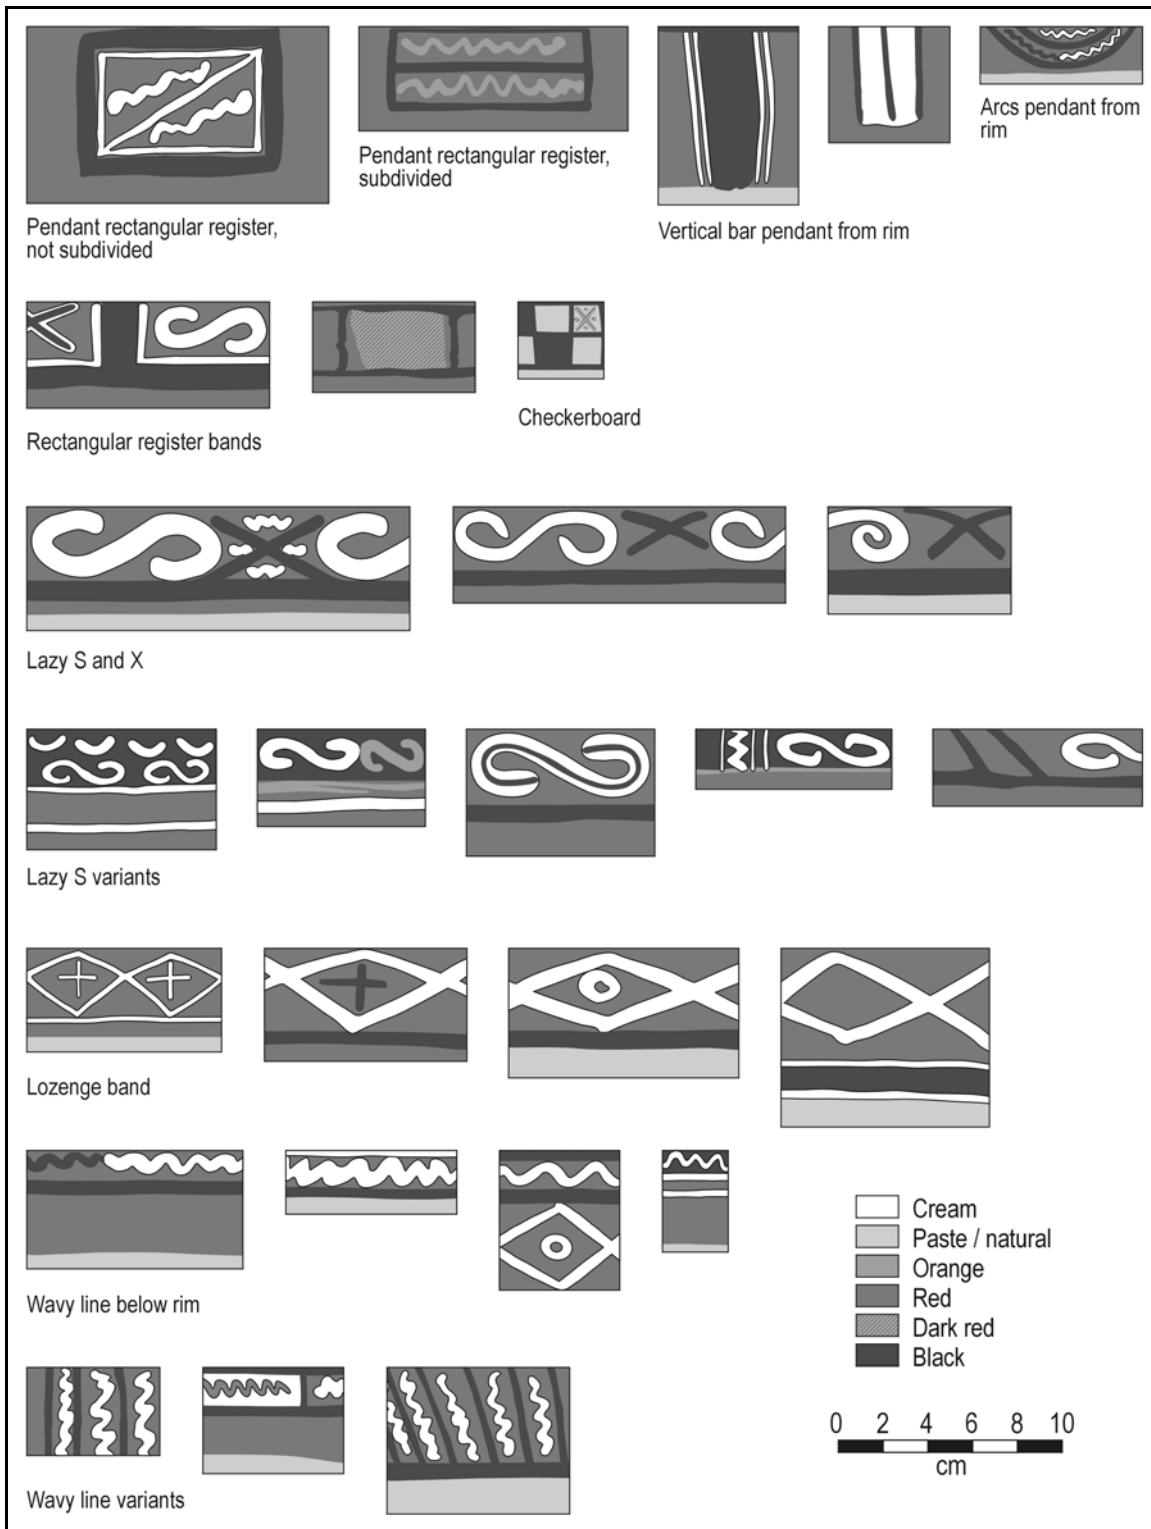 Pendant rectangular register,
not subdivided
Pendant rectangular register,
subdivided
Vertical bar pendant from rim
Arcs pendant from
rim
Rectangular register bands
Checkerboard
Lazy S and X
Lazy S variants
Lozenge band
Wavy line below rim
Wavy line variants
Cream
Paste / natural
Orange
Red
Dark red
Black
0 2 4 6 8 10
cm